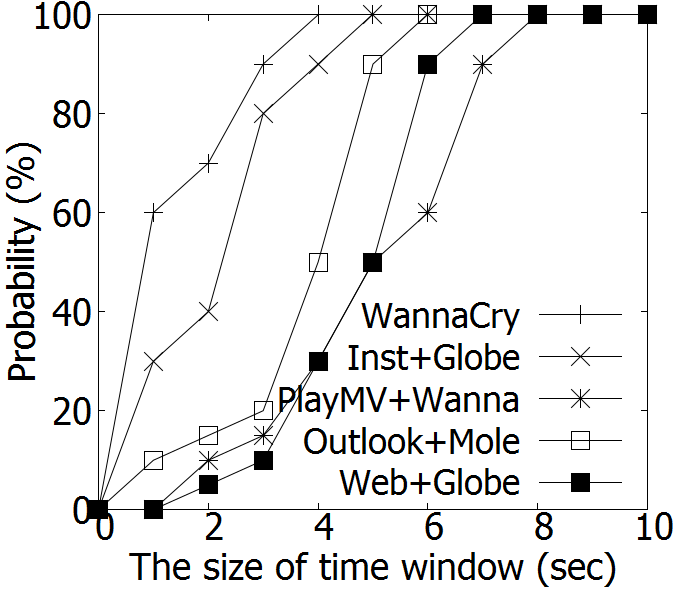 100
80
60
40
20
0
Probability (%)
WannaCry
Inst+Globe
PlayMV+Wanna
Outlook+Mole
Web+Globe
0 2 4 6 8 10
The size of time window (sec)